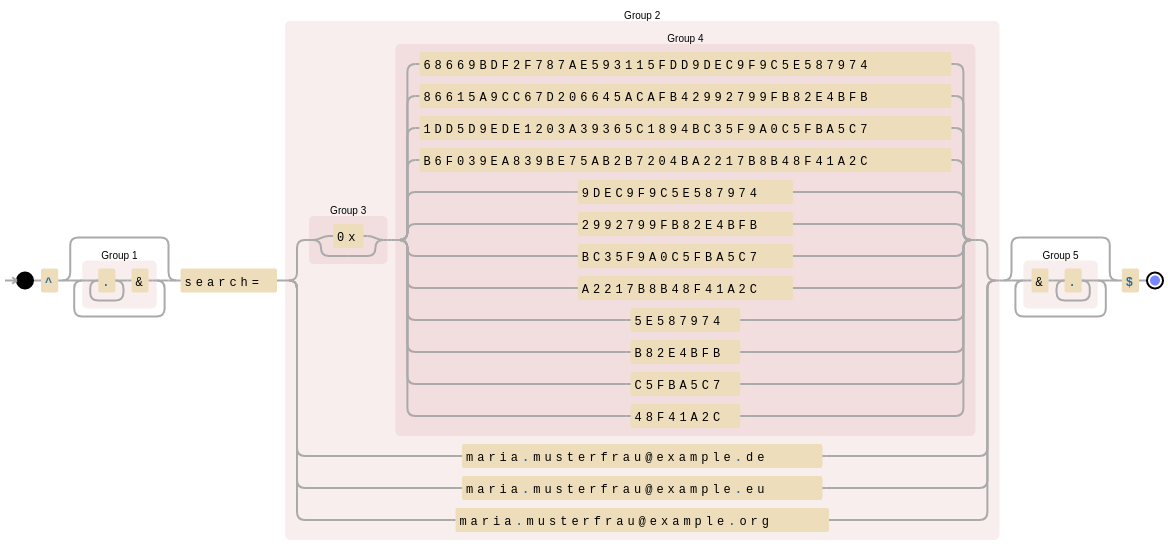 Group 2
Group 4
68669BDF2F787AE593115FDD9DEC9F9C5E587974
86615A9CC67D206645ACAFB42992799FB82E4BFB
1DD5D9EDE1203A39365C1894BC35F9A0C5FBA5C7
B6F039EA839BE75AB2B7204BA2217B8B48F41A2C
9DEC9F9C5E587974
Group 3
2992799FB82E4BFB
0x
BC35F9A0C5FBA5C7
Group 1
Group 5
^ . & search= A2217B8B48F41A2C & . $
5E587974
B82E4BFB
C5FBA5C7
48F41A2C
maria.musterfrau@example.de
maria.musterfrau@example.eu
maria.musterfrau@example.org